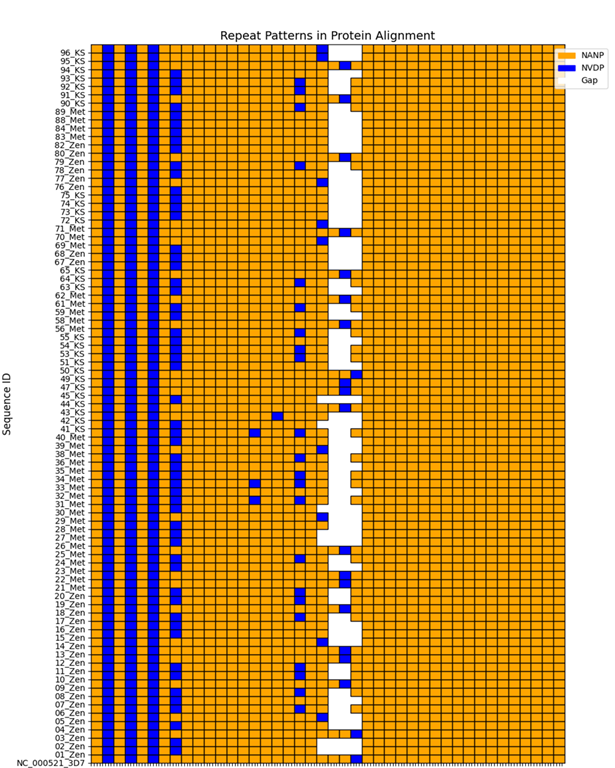 Repeat Patterns in Protein Alignment
NANP
NVDP
Gap
Sequence ID
96_KS
95_KS
94_KS
93_KS
92_KS
91_KS
90_KS
89_Met
88_Met
84_Met
83_Met
82_Zen
80_Zen
79_Zen
78_Zen
77_Zen
76_Zen
75_KS
74_KS
73_KS
72_KS
71_Met
70_Met
69_Met
68_Zen
67_Zen
65_KS
64_KS
63_KS
62_Met
61_Met
59_Met
58_Met
56_Met
55_KS
54_KS
53_KS
51_KS
50_KS
49_KS
47_KS
45_KS
44_KS
43_KS
42_KS
41_KS
40_Met
39_Met
38_Met
36_Met
35_Met
34_Met
33_Met
32_Met
31_Met
30_Met
29_Met
28_Met
27_Met
26_Met
25_Met
24_Met
23_Met
22_Met
21_Met
20_Zen
19_Zen
18_Zen
17_Zen
16_Zen
15_Zen
14_Zen
13_Zen
12_Zen
11_Zen
10_Zen
09_Zen
08_Zen
07_Zen
06_Zen
05_Zen
04_Zen
03_Zen
02_Zen
01_Zen
NC_000521_3D7